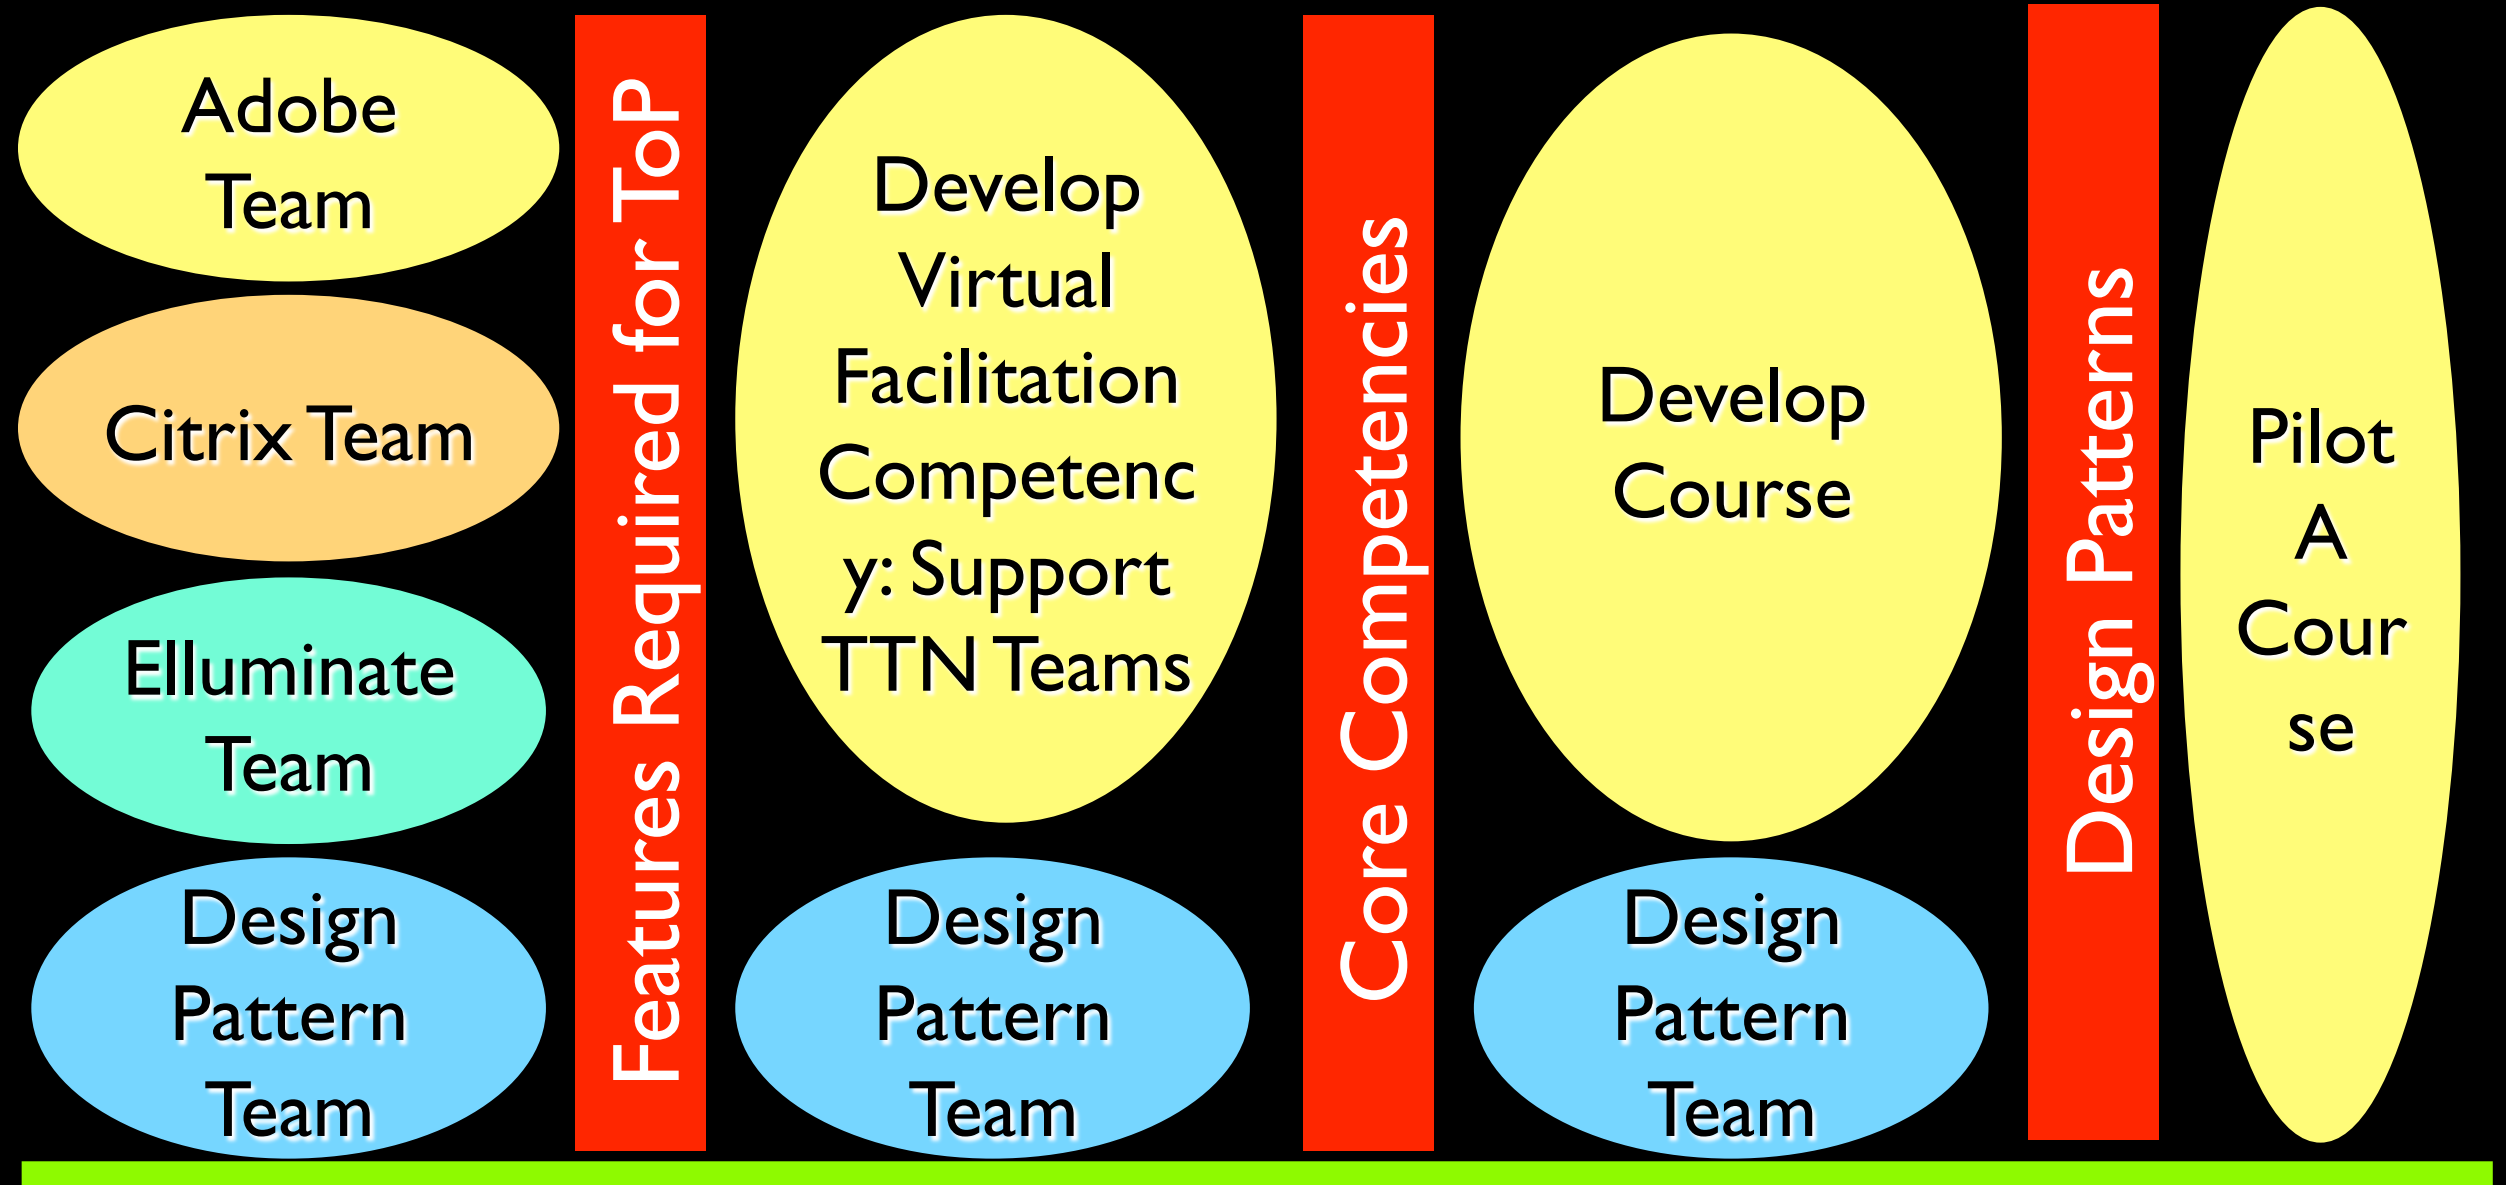 Adobe
Team
Citrix Team
Elluminate
Team
Design
Pattern
Team
Features Required for ToP
Develop
Virtual
Facilitation
Competenc
y: Support
TTN Teams
Design
Pattern
Team
Core Competencies
Develop
Course
Design
Pattern
Team
Design Patterns
Pilot
A
Cour
se